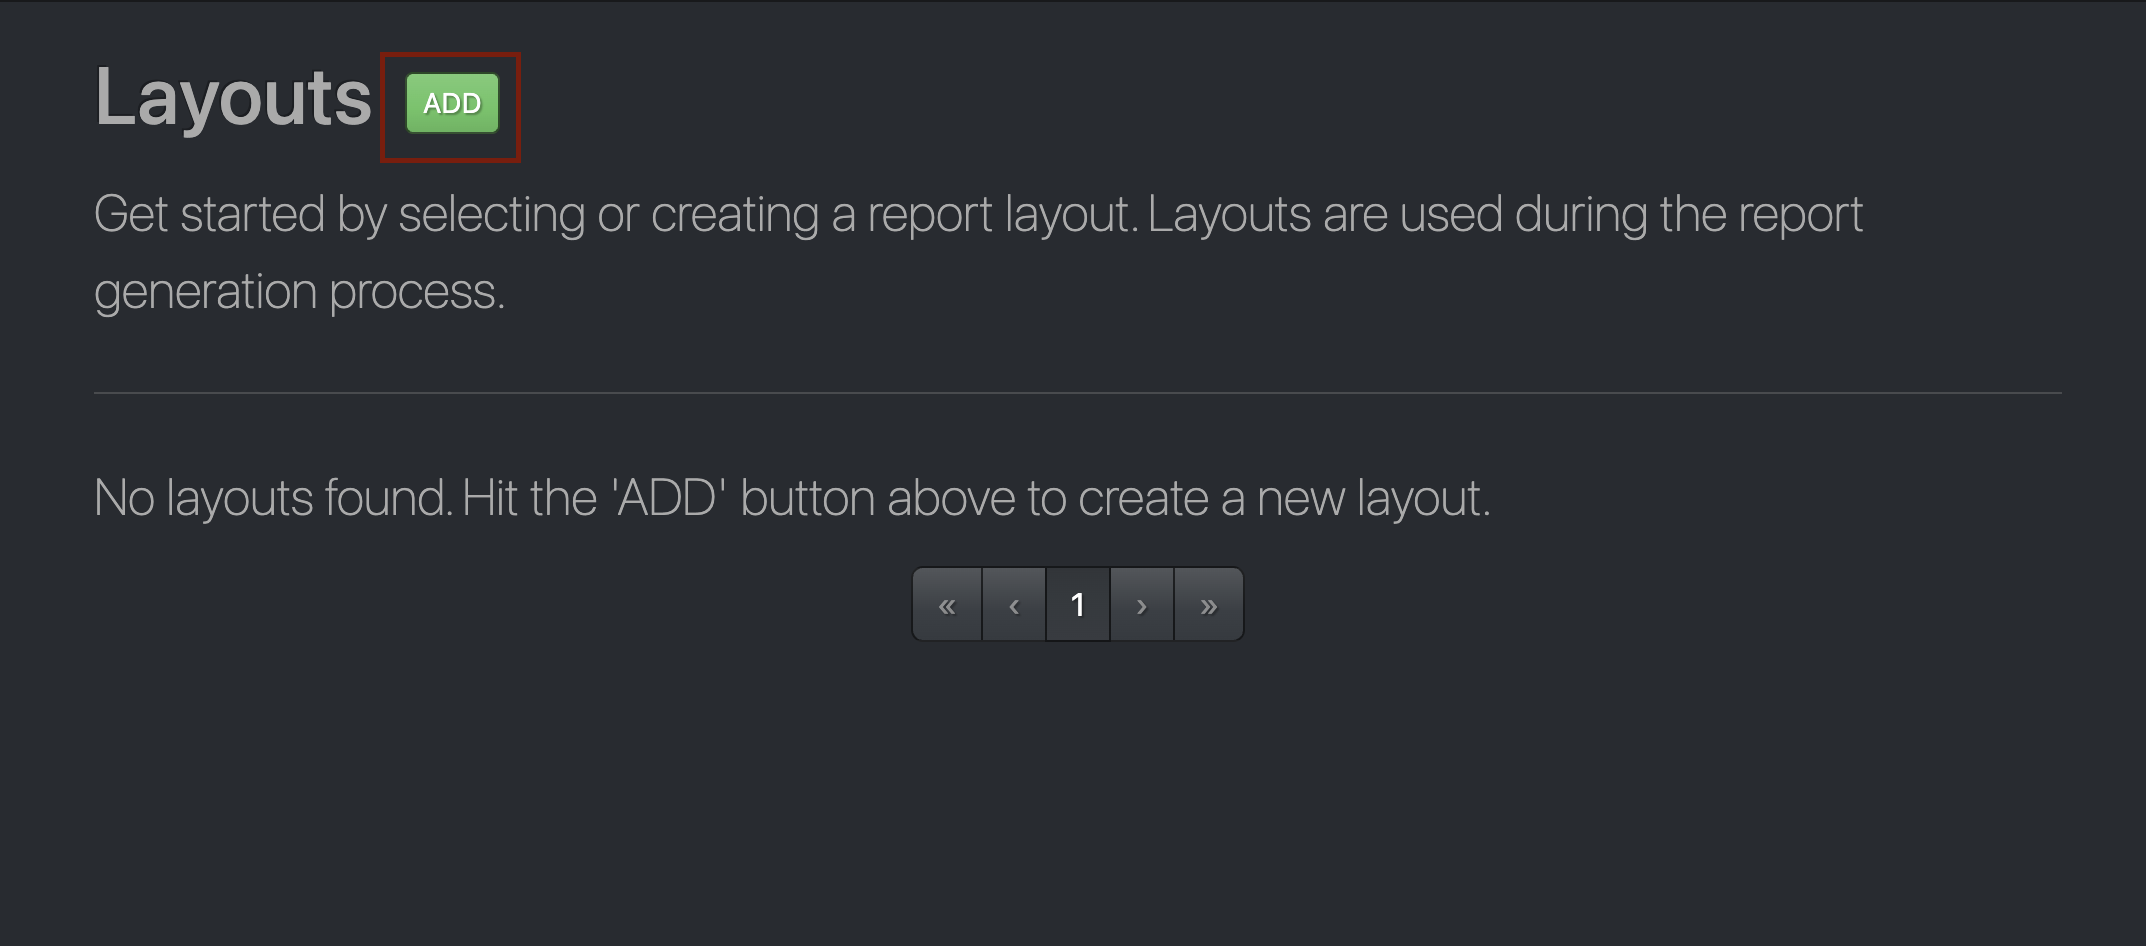 Layouts ADD
Get started by selecting or creating a report layout. Layouts are used during the report
generation process.
No layouts found. Hit the 'ADD' button above to create a new layout.
« ‹ 1 › »